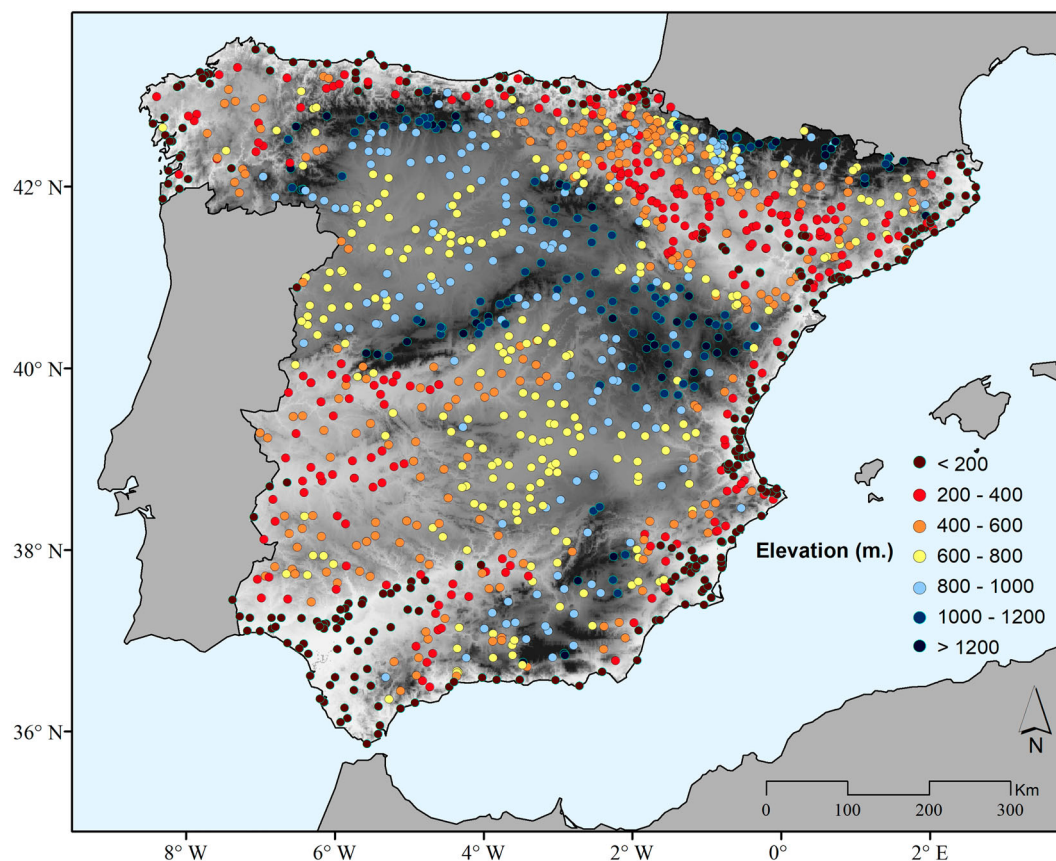 42° N
40° N
38° N
36° N
8° W
6° W
4° W
2° W
0°
2° E
Elevation (m.)
< 200
200 - 400
400 - 600
600 - 800
800 - 1000
1000 - 1200
> 1200
N
Km
0 100 200 300